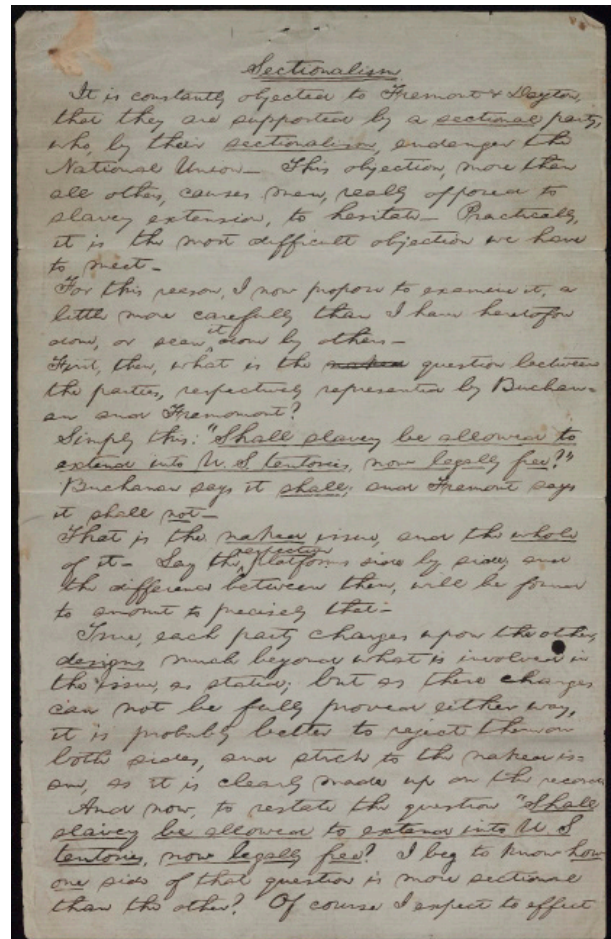 Sectionalism
It is constantly objected to Fremont & Dayton,
that they are supported by a sectional party,
who, by their sectionalism, endanger the
National Union— This objection, more than
all others, causes men, really opposed to
slavery extension, to hesitate— Practically,
it is the most difficult objection we have
to meet—
For this reason, I now propose to examine it, a
little more carefully than I have heretofore
done, or seen it done by others—
First, then, what is the naked question between
the parties, respectively represented by Buchan=
an and Fremont?
Simply this: "Shall slavery be allowed to
extend into U. S. teritories, now legally free?"
Buchanan says it shall; and Fremont says
it shall not—
That is the naked issue, and the whole
of it— Lay the respective platforms side by side; and
the difference between them, will be found
to amount to precisely that—
True, each party charges upon the other,
designs much beyond what is involved in
the issue, as stated; but as these charges
can not be fully proved either way,
it is probably better to reject them on
both sides, and stick to the naked is=
sue, as it is clearly made up on the record
And now, to restate the question "Shall
slavery be allowed to extend into U. S
teritories, now legally free? I beg to know how
one side of that question is more sectional
than the other? Of course I expect to effect